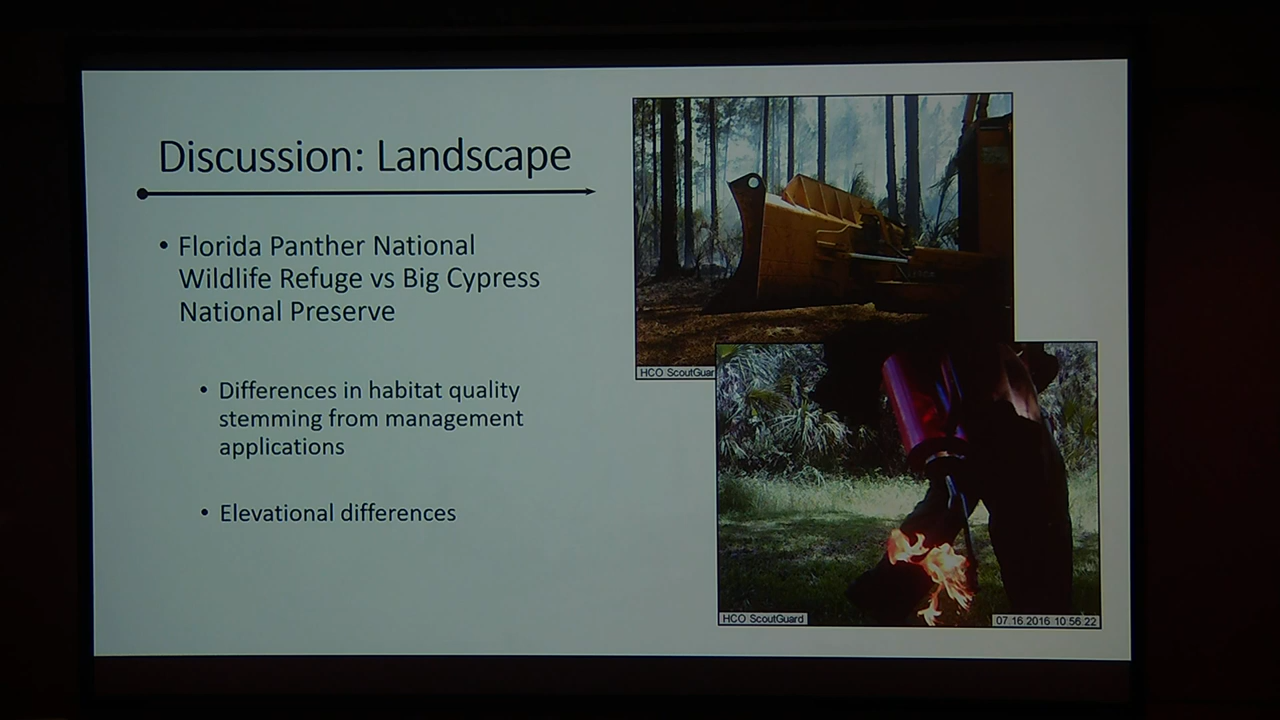 Discussion: Landscape
• Florida Panther National
Wildlife Refuge vs Big Cypress
National Preserve
• Differences in habitat quality
stemming from management
applications
• Elevational differences
HCO ScoutGuar
HCO ScoutGuard
07.16.2016 10:56:22